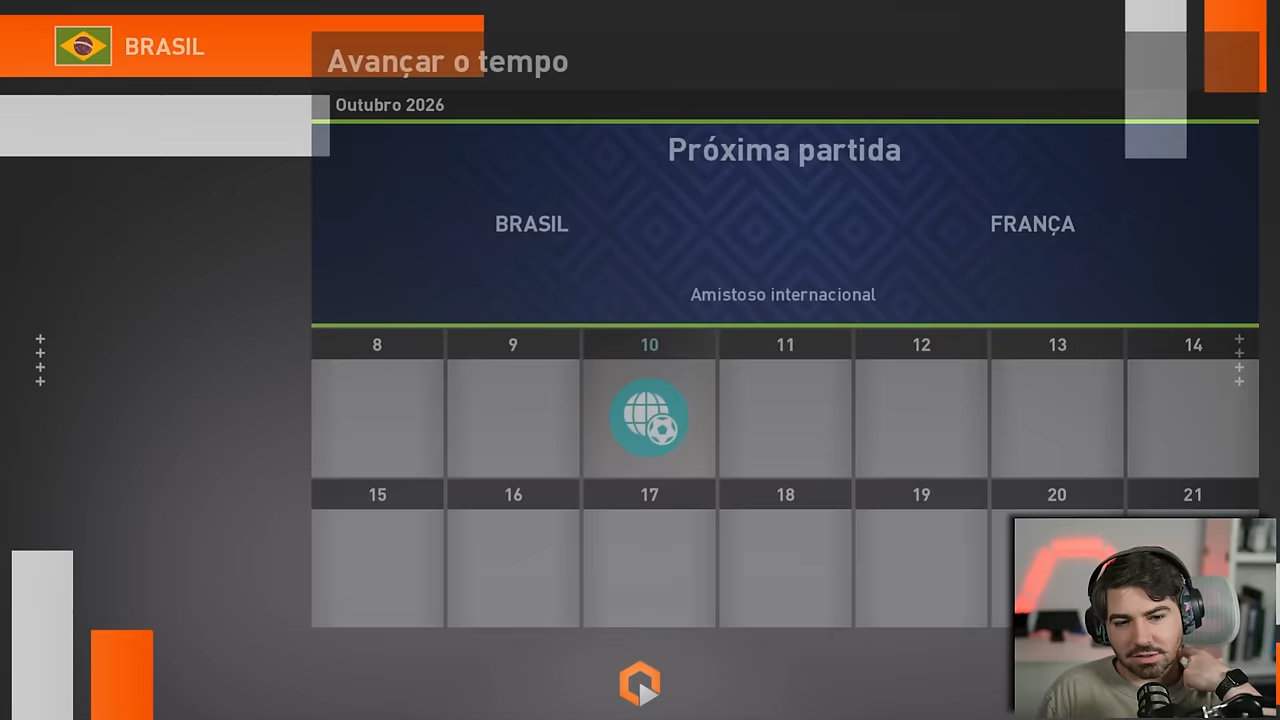 BRASIL
Avançar o tempo
Outubro 2026
Próxima partida
BRASIL FRANÇA
Amistoso internacional
8 9 10 11 12 13 14
15 16 17 18 19 20 21